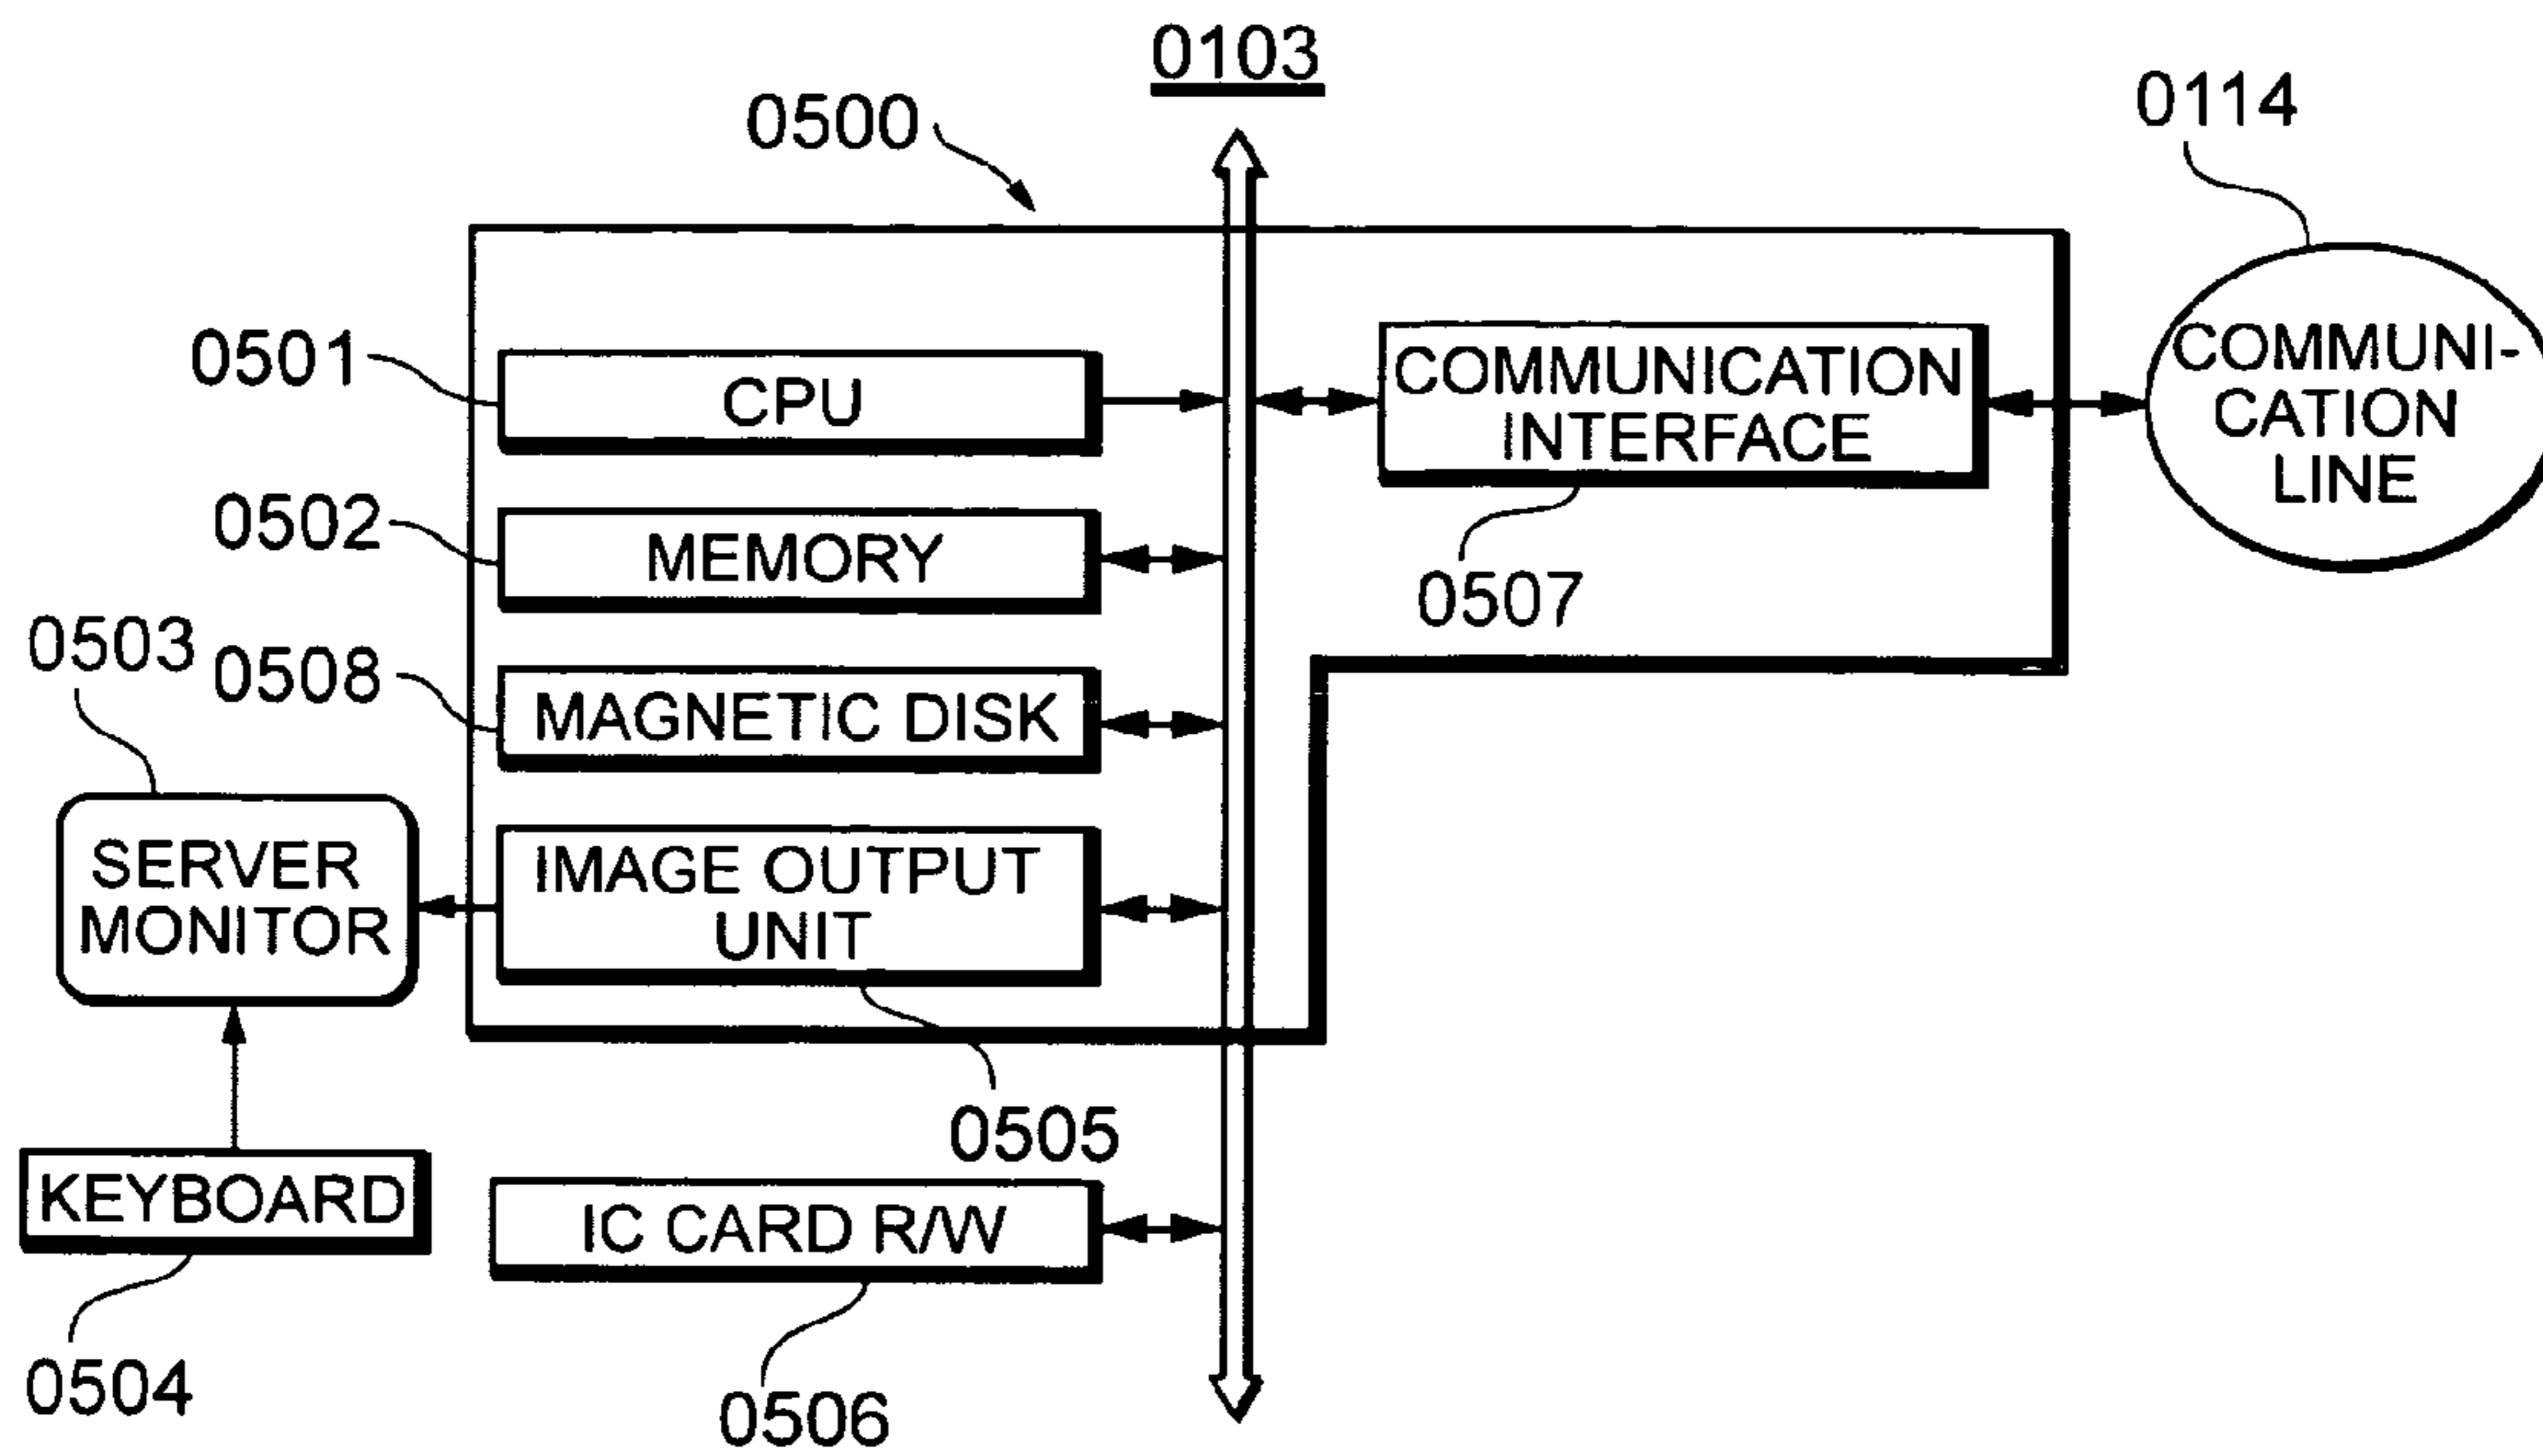 0103
0500
0114
0501
CPU
COMMUNICATION
INTERFACE
COMMUNI-
CATION
LINE
0502
MEMORY
0507
0503
0508
MAGNETIC DISK
SERVER
MONITOR
IMAGE OUTPUT
UNIT
0505
KEYBOARD
IC CARD R/W
0504
0506